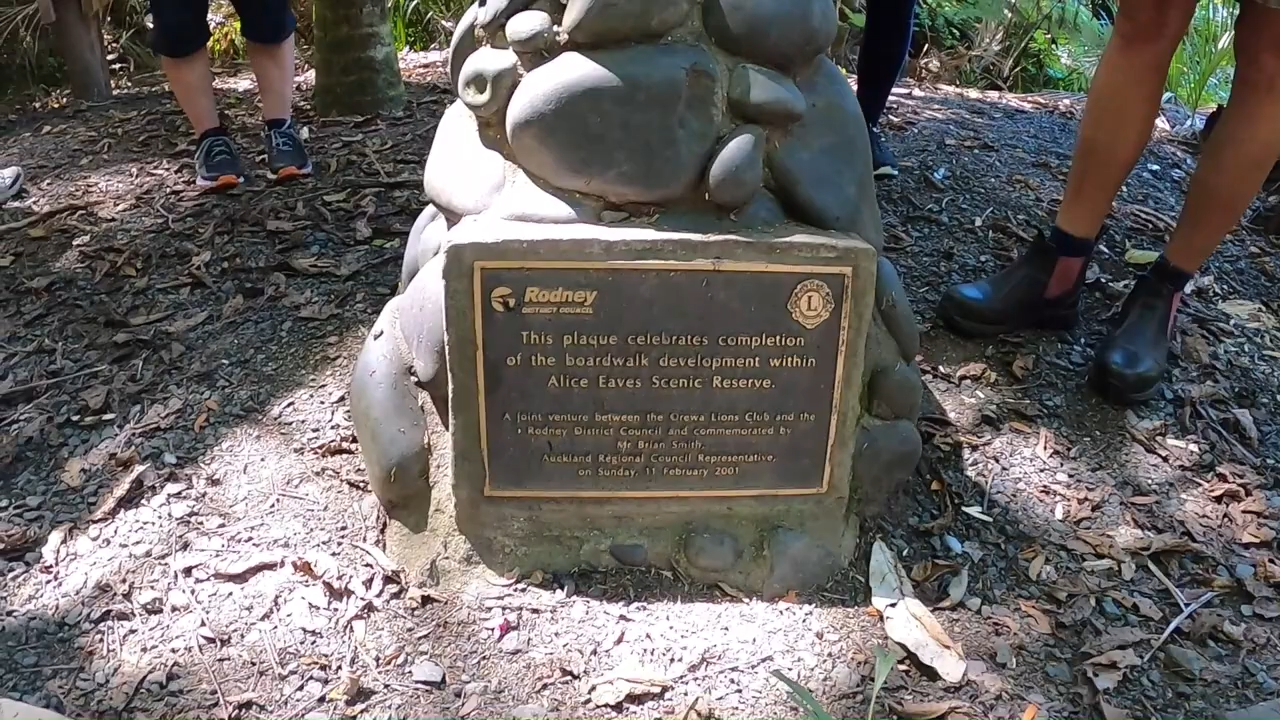 Rodney
DISTRICT COUNCIL
L
This plaque celebrates completion
of the boardwalk development within
Alice Eaves Scenic Reserve.
A joint venture between the Orewa Lions Club and the
Rodney District Council and commemorated by
Mr Brian Smith,
Auckland Regional Council Representative,
on Sunday, 11 February 2001